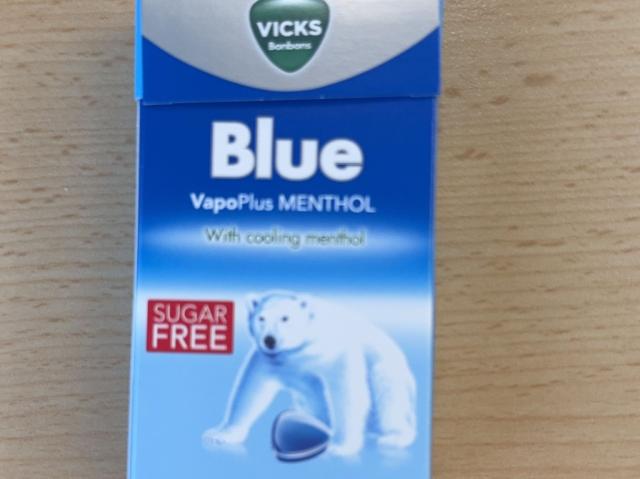 VICKS
Bonbons
Blue
VapoPlus MENTHOL
With cooling menthol
SUGAR
FREE